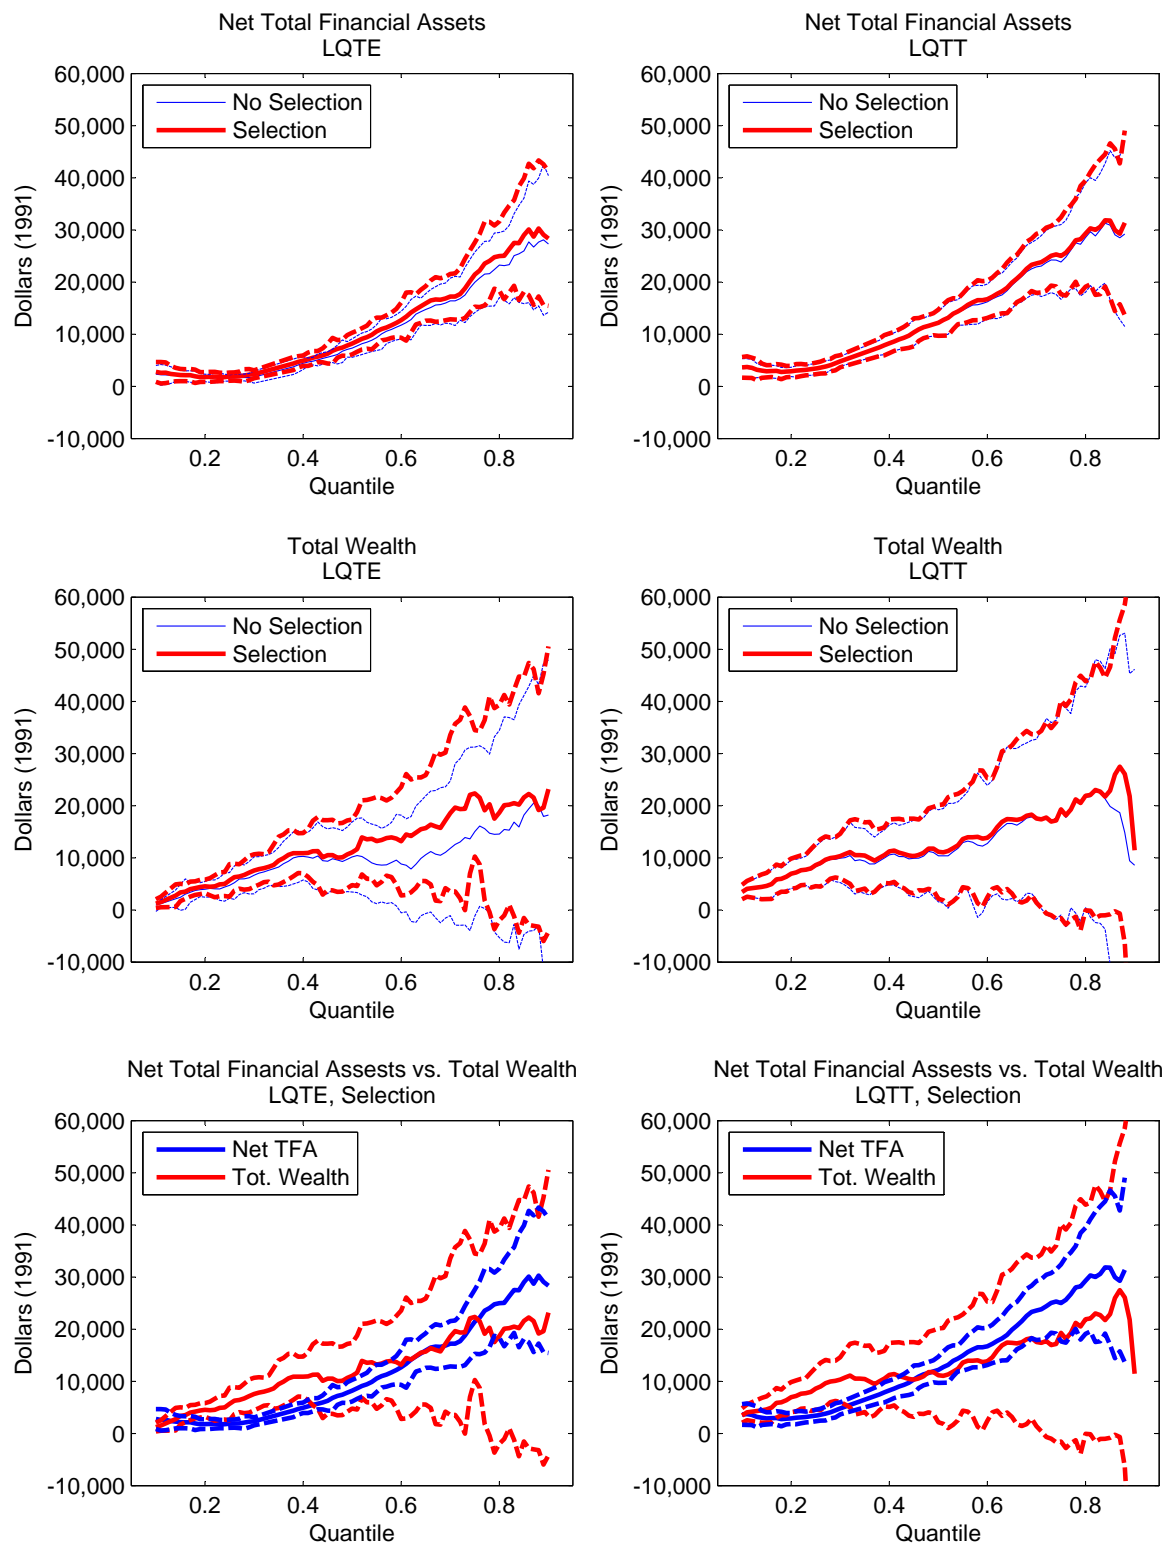 Net Total Financial Assets
LQTE
60,000
50,000
40,000
30,000
20,000
10,000
0
-10,000
Dollars (1991)
No Selection
Selection
0.2
0.4
0.6
0.8
Quantile
Net Total Financial Assets
LQTT
60,000
50,000
40,000
30,000
20,000
10,000
0
-10,000
Dollars (1991)
No Selection
Selection
0.2
0.4
0.6
0.8
Quantile
Total Wealth
LQTE
60,000
50,000
40,000
30,000
20,000
10,000
0
-10,000
Dollars (1991)
No Selection
Selection
0.2
0.4
0.6
0.8
Quantile
Total Wealth
LQTT
60,000
50,000
40,000
30,000
20,000
10,000
0
-10,000
Dollars (1991)
No Selection
Selection
0.2
0.4
0.6
0.8
Quantile
Net Total Financial Assests vs. Total Wealth
LQTE, Selection
60,000
50,000
40,000
30,000
20,000
10,000
0
-10,000
Dollars (1991)
Net TFA
Tot. Wealth
0.2
0.4
0.6
0.8
Quantile
Net Total Financial Assests vs. Total Wealth
LQTT, Selection
60,000
50,000
40,000
30,000
20,000
10,000
0
-10,000
Dollars (1991)
Net TFA
Tot. Wealth
0.2
0.4
0.6
0.8
Quantile